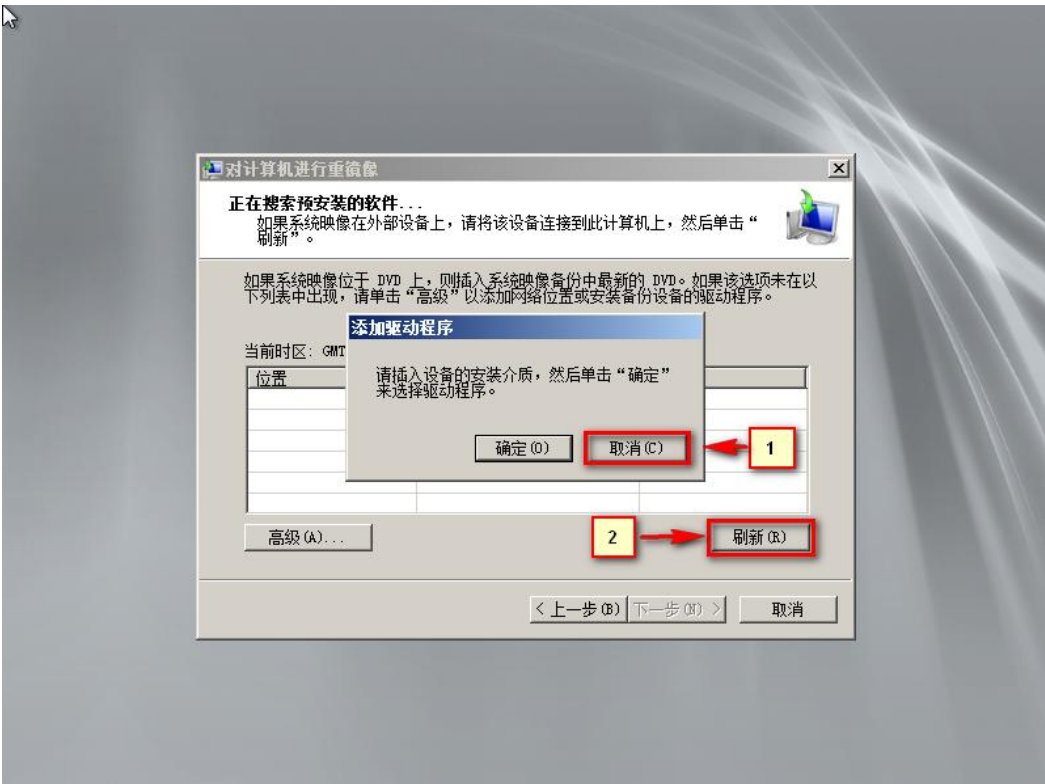 对计算机进行重镜像
正在搜索预安装的软件...
如果系统映像在外部设备上，请将该设备连接到此计算机上，然后单击“
刷新”。
如果系统映像位于 DVD 上，则插入系统映像备份中最新的 DVD。如果该选项未在以
下列表中出现，请单击“高级”以添加网络位置或安装备份设备的驱动程序。
添加驱动程序
当前时区: GMT
位置
请插入设备的安装介质，然后单击“确定”
来选择驱动程序。
确定(O) 取消(C) 1
高级(A)... 2 刷新(R)
< 上一步(B) 下一步(N) > 取消